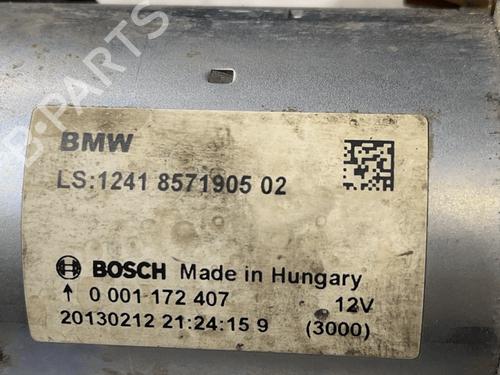 B-PARTS
BMW
LS:1241 8571905 02
BOSCH Made in Hungary
↑ 0 001 172 407 12V
20130212 21:24:15 9 (3000)